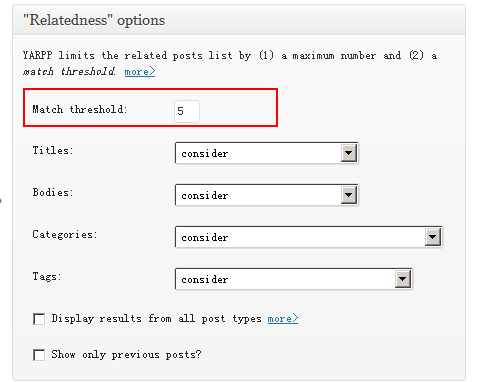 "Relatedness" options
YARPP limits the related posts list by (1) a maximum number and (2) a
match threshold. more>
Match threshold: 5
Titles: consider
Bodies: consider
Categories: consider
Tags: consider
Display results from all post types more>
Show only previous posts?